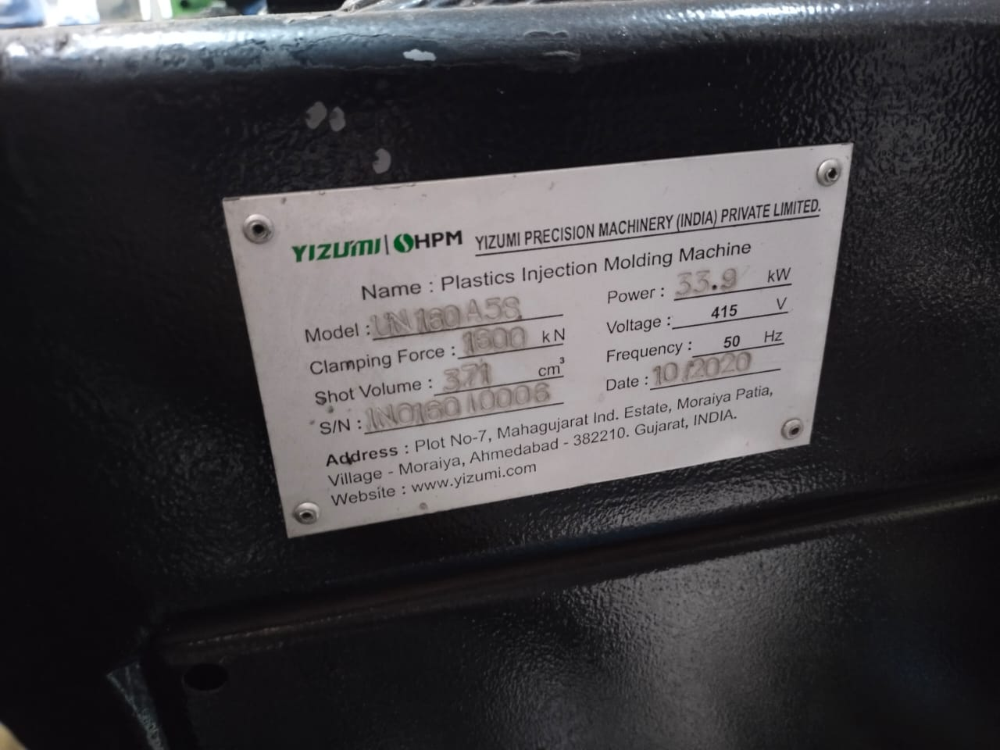 YIZUMI | HPM YIZUMI PRECISION MACHINERY (INDIA) PRIVATE LIMITED.
Name : Plastics Injection Molding Machine
Model : UN160A5S
Power : 33.9 kW
Clamping Force : 1600 kN
Voltage : 415 V
Shot Volume : 371 cm³
Frequency : 50 Hz
S/N : IN0160A0006
Date : 10/2020
Address : Plot No-7, Mahagujarat Ind. Estate, Moraiya Patia,
Village - Moraiya, Ahmedabad - 382210. Gujarat, INDIA.
Website : www.yizumi.com